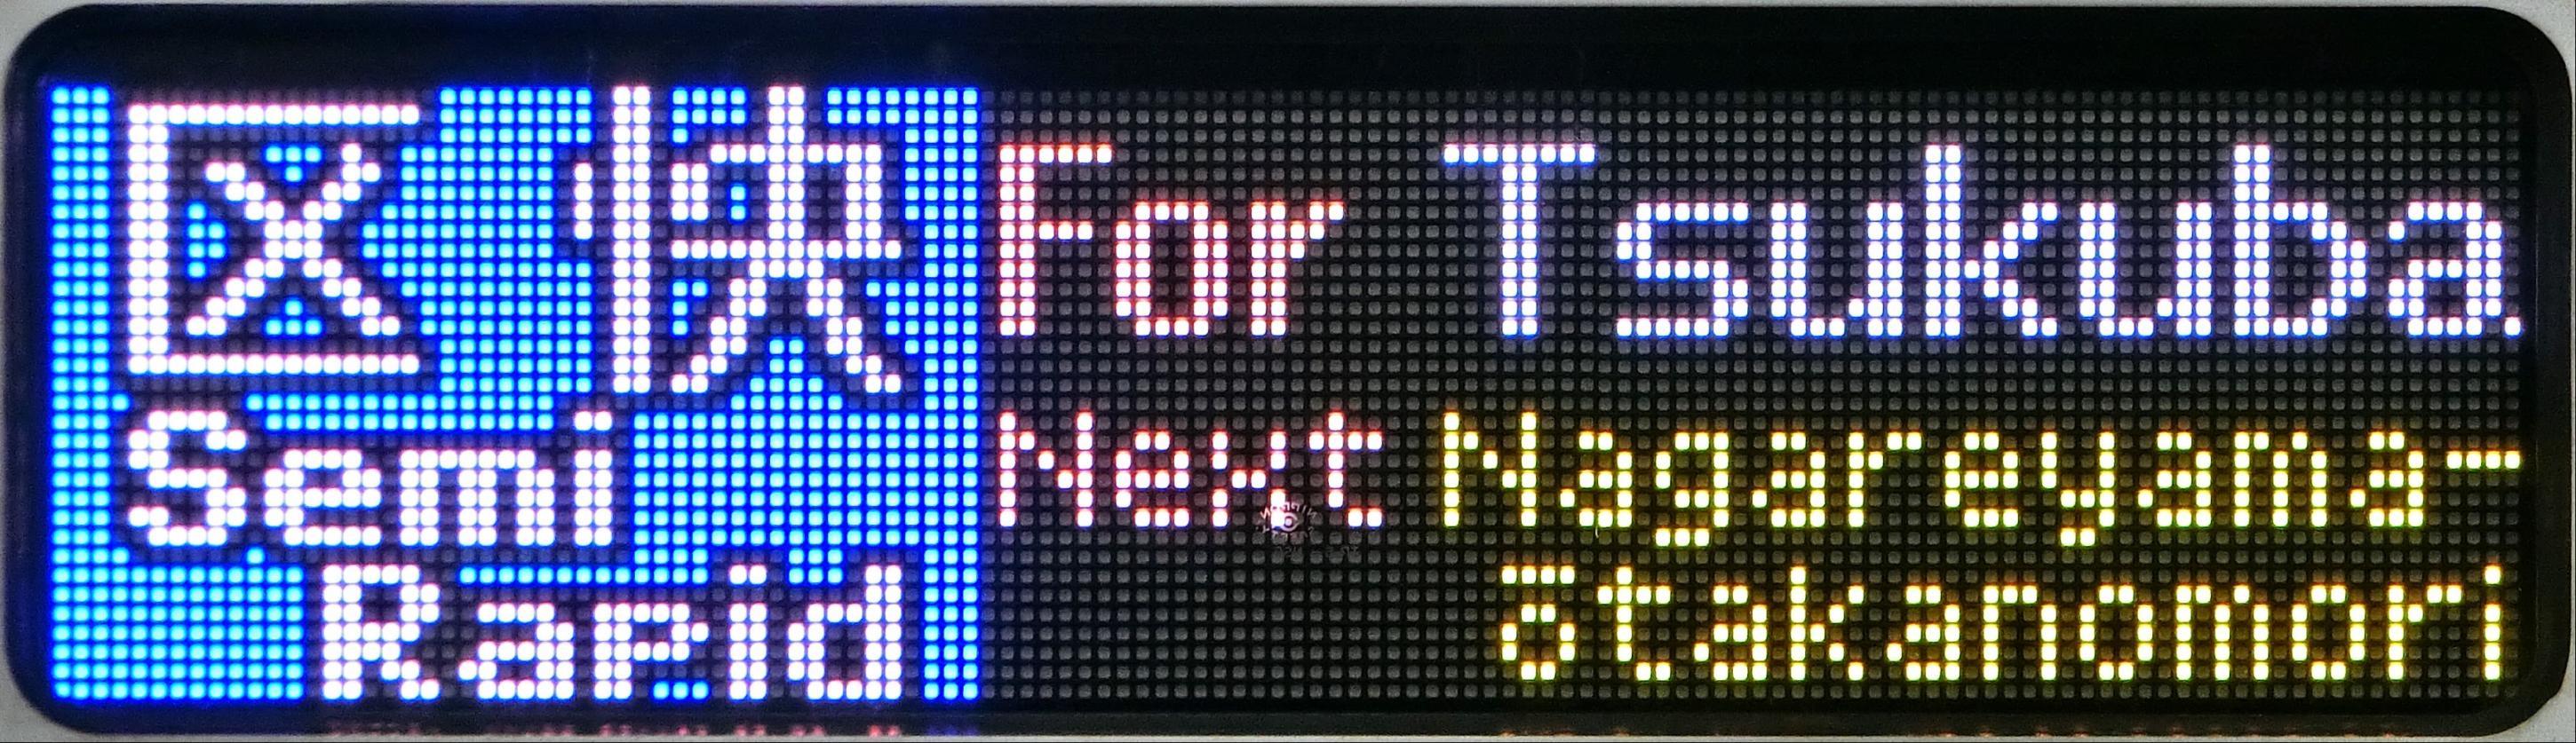 区快
Semi
Rapid
For Tsukuba
Next Nagareyama-
ōtakanomori